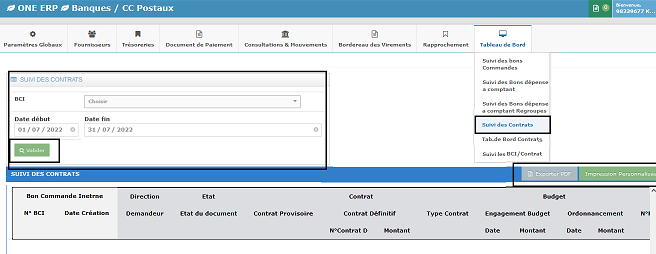 ONE ERP Banques / CC Postaux
0
Bienvenue,
98229677 K...
Paramètres Globaux
Fournisseurs
Trésoreries
Document de Paiement
Consultations & Mouvements
Bordereau des Virements
Rapprochement
Tableau de Bord
Suivi des bons
Commandes
Suivi des Bons dépense
a comptant
Suivi des Bons dépense
a comptant Regroupes
Suivi des Contrats
Tab.de Bord Contrats
Suivi les BCI/Contrat
SUIVI DES CONTRATS
BCI
Choisir
Date début
Date fin
01 / 07 / 2022
31 / 07 / 2022
Valider
SUIVI DES CONTRATS
Exporter PDF
Impression Personnalisée
Bon Commande Inetrne
Direction
Etat
Contrat
Budget
N° BCI
Date Création
Demandeur
Etat du document
Contrat Provisoire
Contrat Définitif
Type Contrat
Engagement Budget
Ordonnancement
N°Contrat D
Montant
Date
Montant
Date
Montant